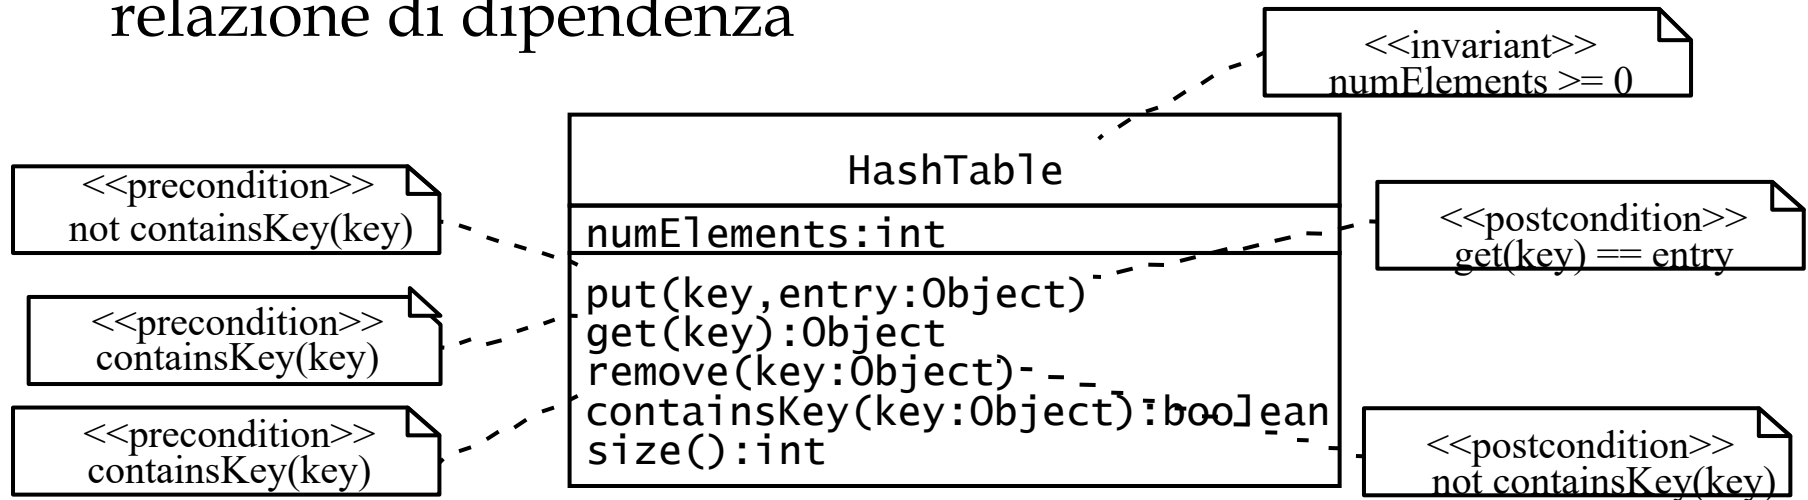 relazione di dipendenza
<<invariant>>
numElements >= 0
HashTable
numElements:int
put(key,entry:Object)
get(key):Object
remove(key:Object)
containsKey(key:Object):boolean
size():int
<<precondition>>
not containsKey(key)
<<precondition>>
containsKey(key)
<<precondition>>
containsKey(key)
<<postcondition>>
get(key) == entry
<<postcondition>>
not containsKey(key)